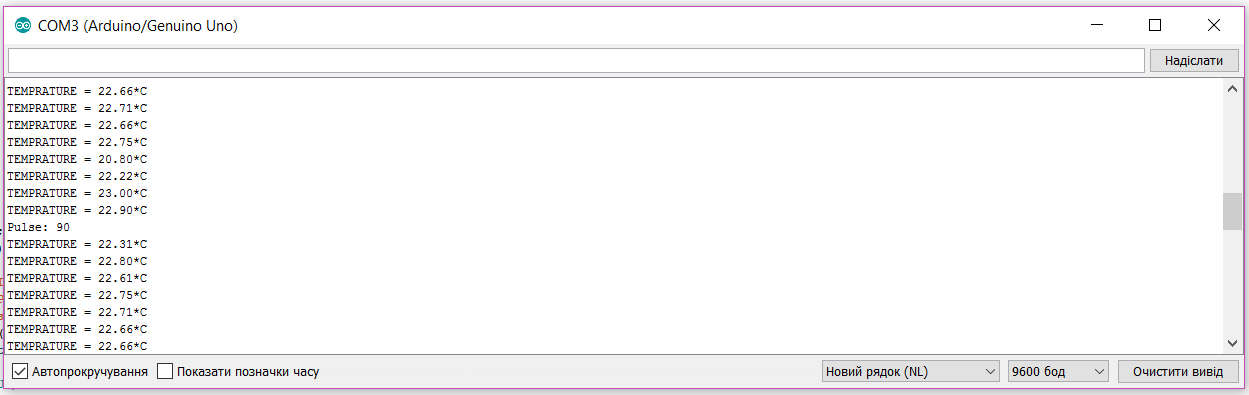 COM3 (Arduino/Genuino Uno)
Надіслати
TEMPRATURE = 22.66*C
TEMPRATURE = 22.71*C
TEMPRATURE = 22.66*C
TEMPRATURE = 22.75*C
TEMPRATURE = 20.80*C
TEMPRATURE = 22.22*C
TEMPRATURE = 23.00*C
TEMPRATURE = 22.90*C
Pulse: 90
TEMPRATURE = 22.31*C
TEMPRATURE = 22.80*C
TEMPRATURE = 22.61*C
TEMPRATURE = 22.75*C
TEMPRATURE = 22.71*C
TEMPRATURE = 22.66*C
TEMPRATURE = 22.66*C
Автопрокручування Показати позначки часу Новий рядок (NL) 9600 бод Очистити вивід